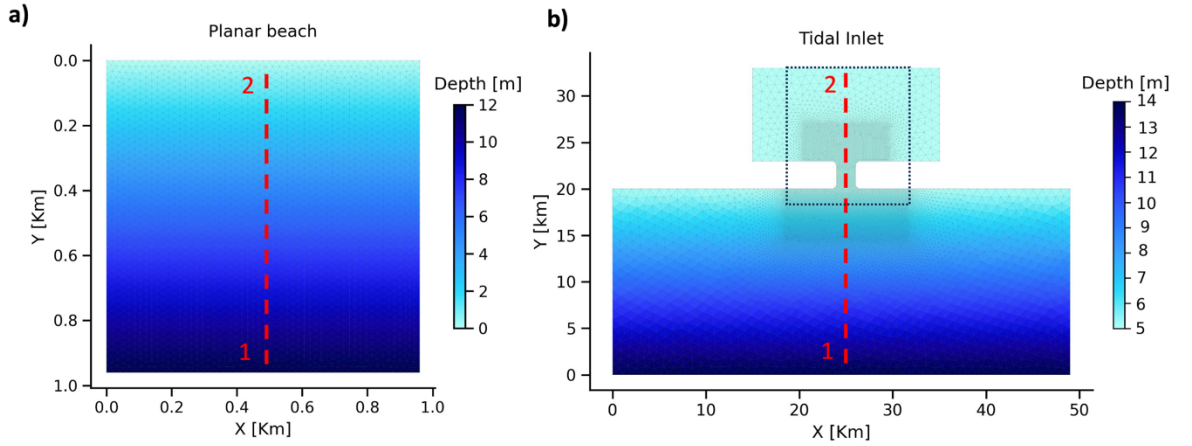 a)
Planar beach
0.0
0.2
0.4
0.6
0.8
1.0
Y [Km]
0.0 0.2 0.4 0.6 0.8 1.0
X [Km]
2
1
Depth [m]
12
10
8
6
4
2
0
b)
Tidal Inlet
30
25
20
15
10
5
0
Y [km]
0 10 20 30 40 50
X [Km]
2
1
Depth [m]
14
13
12
11
10
9
8
7
6
5